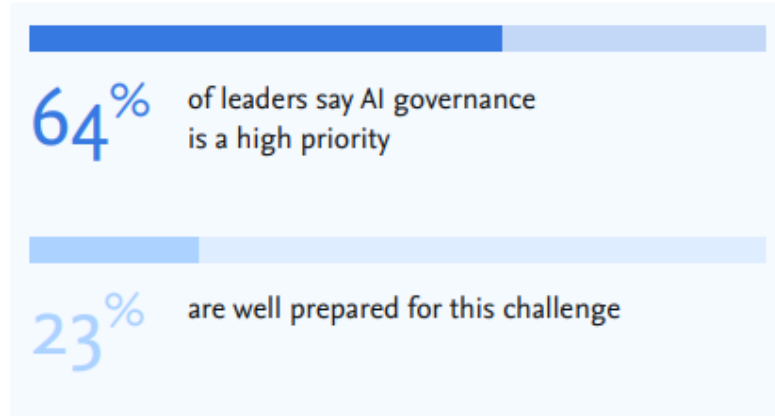 64%
of leaders say AI governance
is a high priority
23%
are well prepared for this challenge